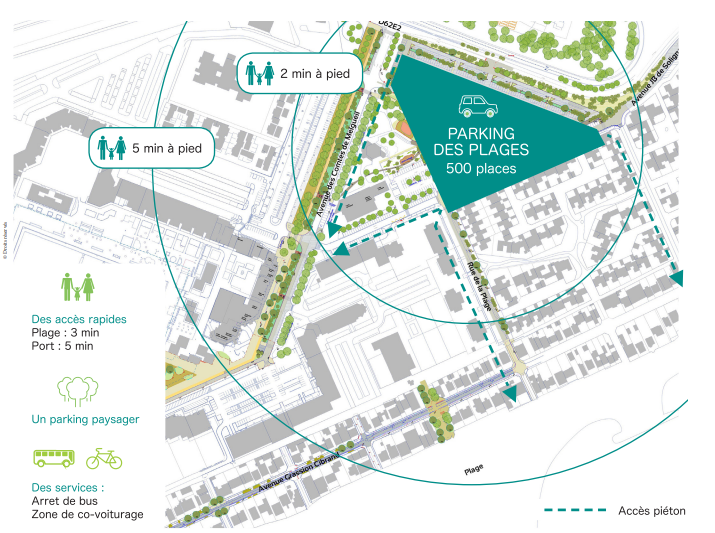 D62E2
2 min à pied
5 min à pied
PARKING
DES PLAGES
500 places
Avenue des Comtes de Melgueil
Rue de la Plage
Avenue Grassion Cibrand
Plage
Des accès rapides
Plage : 3 min
Port : 5 min
Un parking paysager
Des services :
Arret de bus
Zone de co-voiturage
Accès piéton